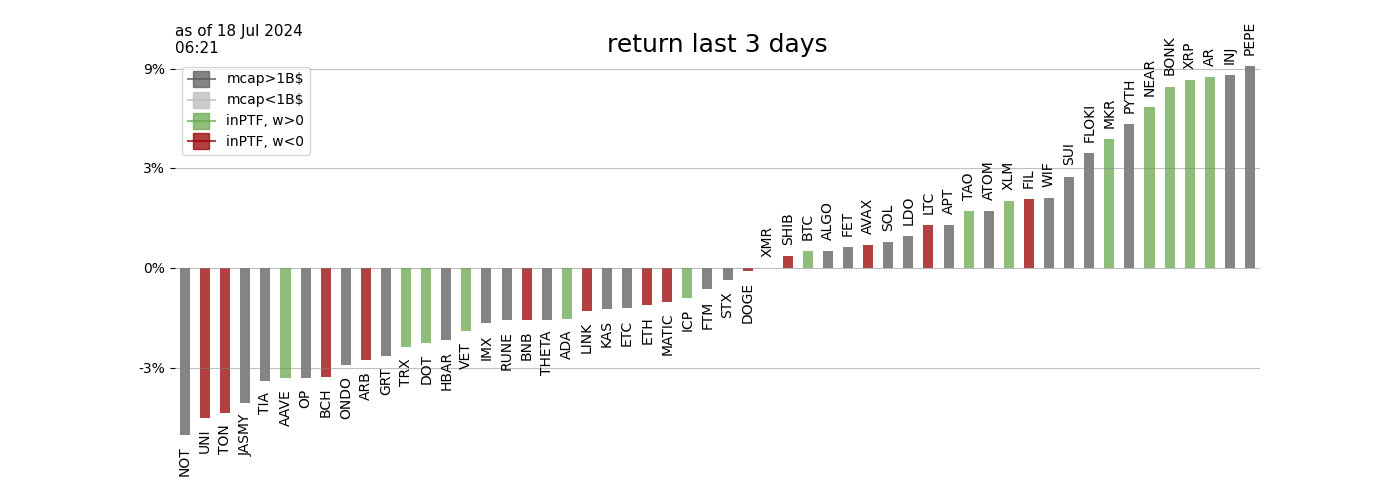 as of 18 Jul 2024
06:21
return last 3 days
9%
3%
0%
-3%
mcap>1B$
mcap<1B$
inPTF, w>0
inPTF, w<0
NOT
UNI
TON
JASMY
TIA
AAVE
OP
BCH
ONDO
ARB
GRT
TRX
DOT
HBAR
VET
IMX
RUNE
BNB
THETA
ADA
LINK
KAS
ETC
ETH
MATIC
ICP
FTM
STX
DOGE
XMR
SHIB
BTC
ALGO
FET
AVAX
SOL
LDO
LTC
APT
TAO
ATOM
XLM
FIL
WIF
SUI
FLOKI
MKR
PYTH
NEAR
BONK
XRP
AR
INJ
PEPE